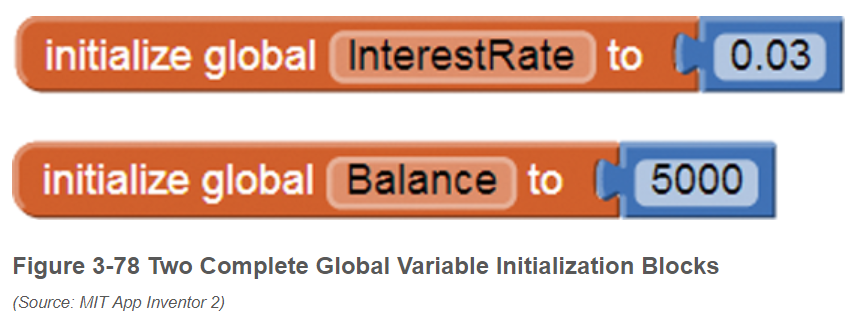 initialize global InterestRate to 0.03
initialize global Balance to 5000
Figure 3-78 Two Complete Global Variable Initialization Blocks
(Source: MIT App Inventor 2)